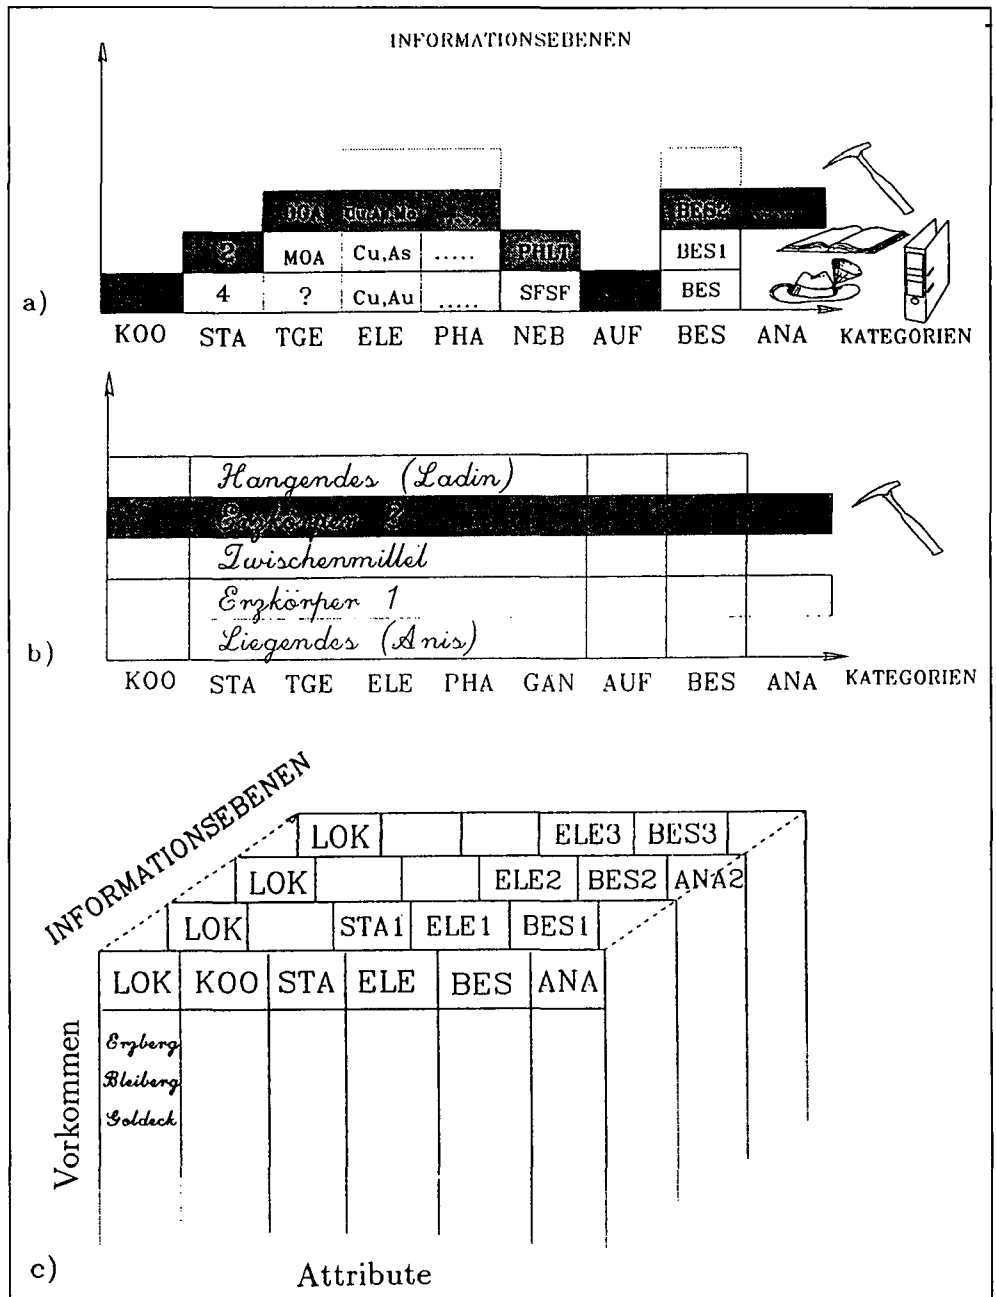 INFORMATIONSEBENEN
BES2
2 PHLT
MOA Cu,As ..... BES1
4 ? Cu,Au ..... SFSF BES
a)
KOO STA TGE ELE PHA NEB AUF BES ANA KATEGORIEN
Hangendes (Ladin)
Erzkörper 2
Zwischenmittel
Erzkörper 1
Liegendes (Anis)
b)
KOO STA TGE ELE PHA GAN AUF BES ANA KATEGORIEN
INFORMATIONSEBENEN
LOK ELE3 BES3
LOK ELE2 BES2 ANA2
LOK STA1 ELE1 BES1
LOK KOO STA ELE BES ANA
Erzberg
Bleiberg
Goldeck
Vorkommen
c)
Attribute